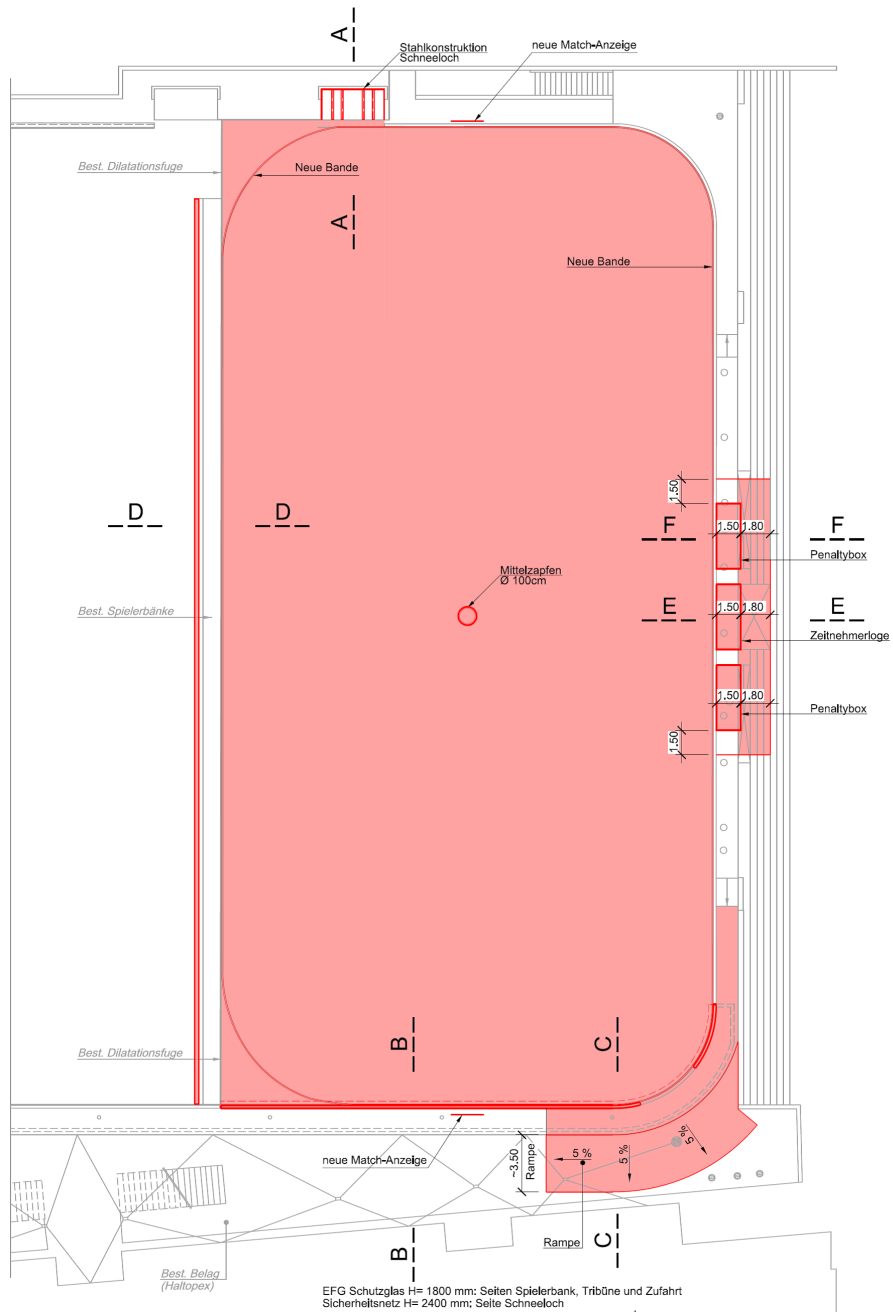 A
Stahlkonstruktion
Schneeloch
neue Match-Anzeige
Best. Dilatationsfuge
Neue Bande
A
Neue Bande
1.50
D
D
F
1.50
1.80
F
Penaltybox
Mittelzapfen
Ø 100cm
Best. Spielerbänke
E
1.50
1.80
E
Zeitnehmerloge
1.50
1.80
Penaltybox
1.50
Best. Dilatationsfuge
B
C
neue Match-Anzeige
~3.50
Rampe
5 %
5 %
5 %
Rampe
B
C
Best. Belag
(Haltopex)
EFG Schutzglas H= 1800 mm: Seiten Spielerbank, Tribüne und Zufahrt
Sicherheitsnetz H= 2400 mm: Seite Schneeloch